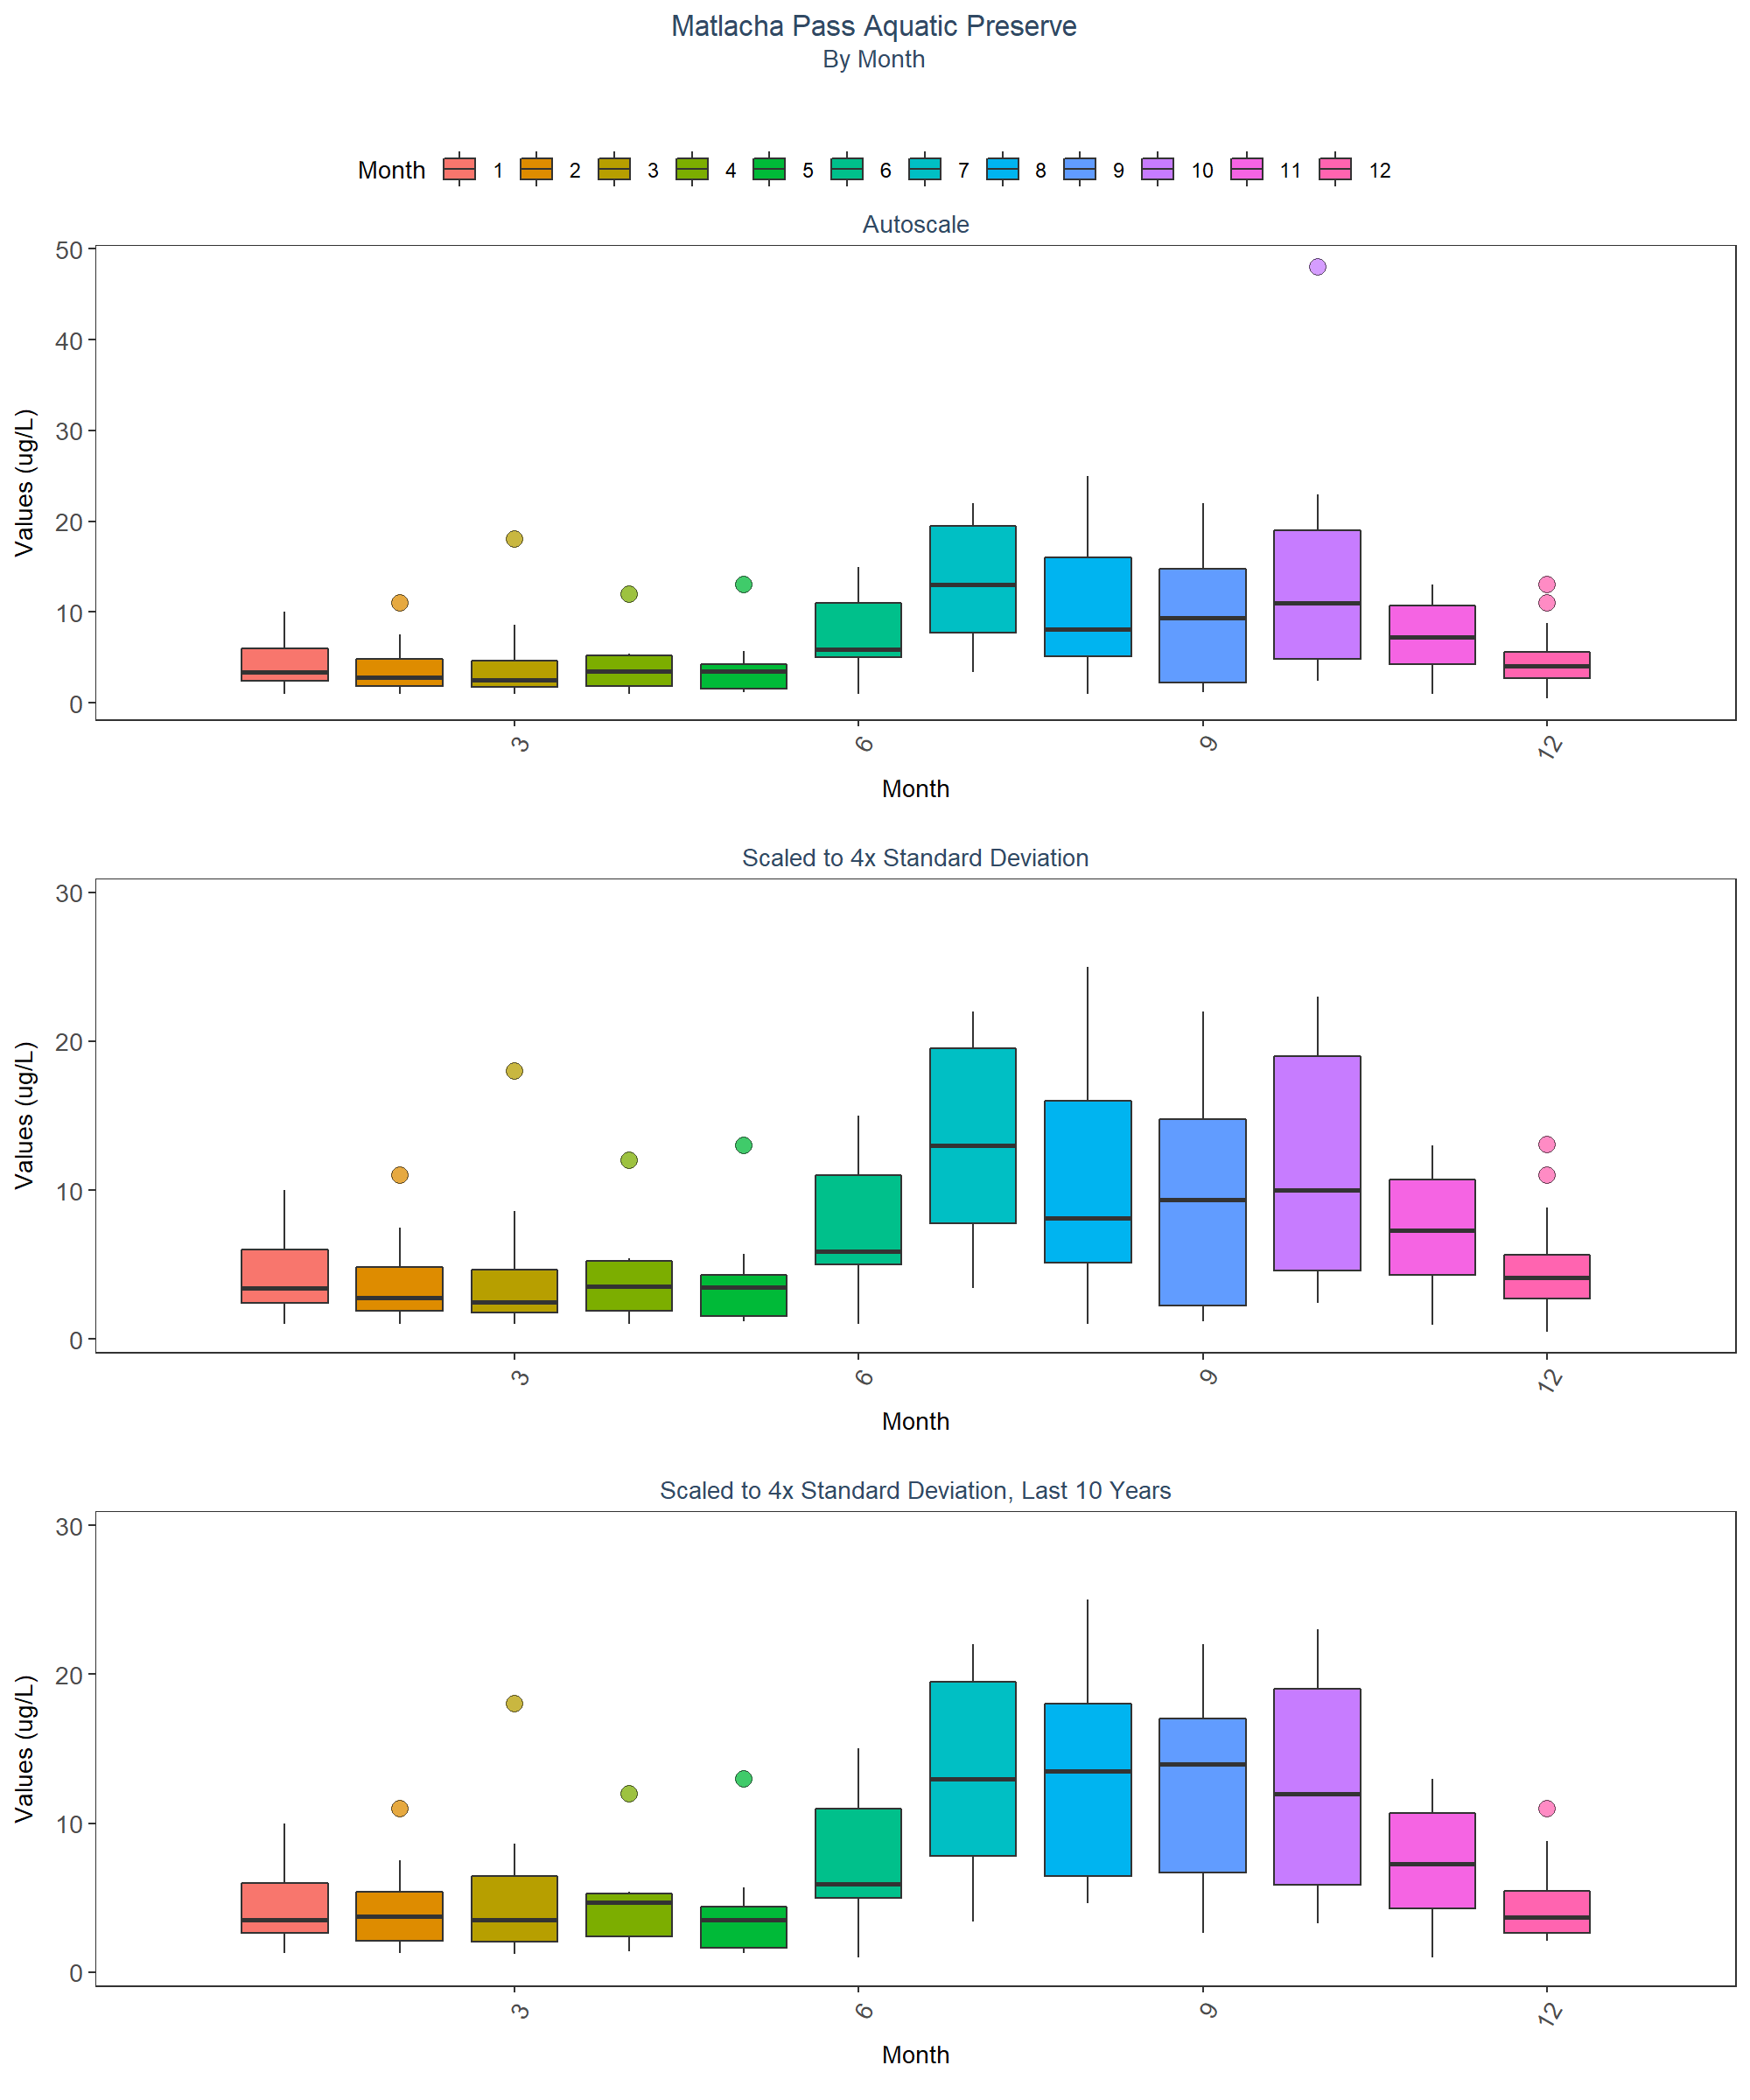 Matlacha Pass Aquatic Preserve
By Month
Month 1 2 3 4 5 6 7 8 9 10 11 12
Autoscale
50
40
30
20
10
0
Values (ug/L)
3 6 9 12
Month
Scaled to 4x Standard Deviation
30
20
10
0
Values (ug/L)
3 6 9 12
Month
Scaled to 4x Standard Deviation, Last 10 Years
30
20
10
0
Values (ug/L)
3 6 9 12
Month